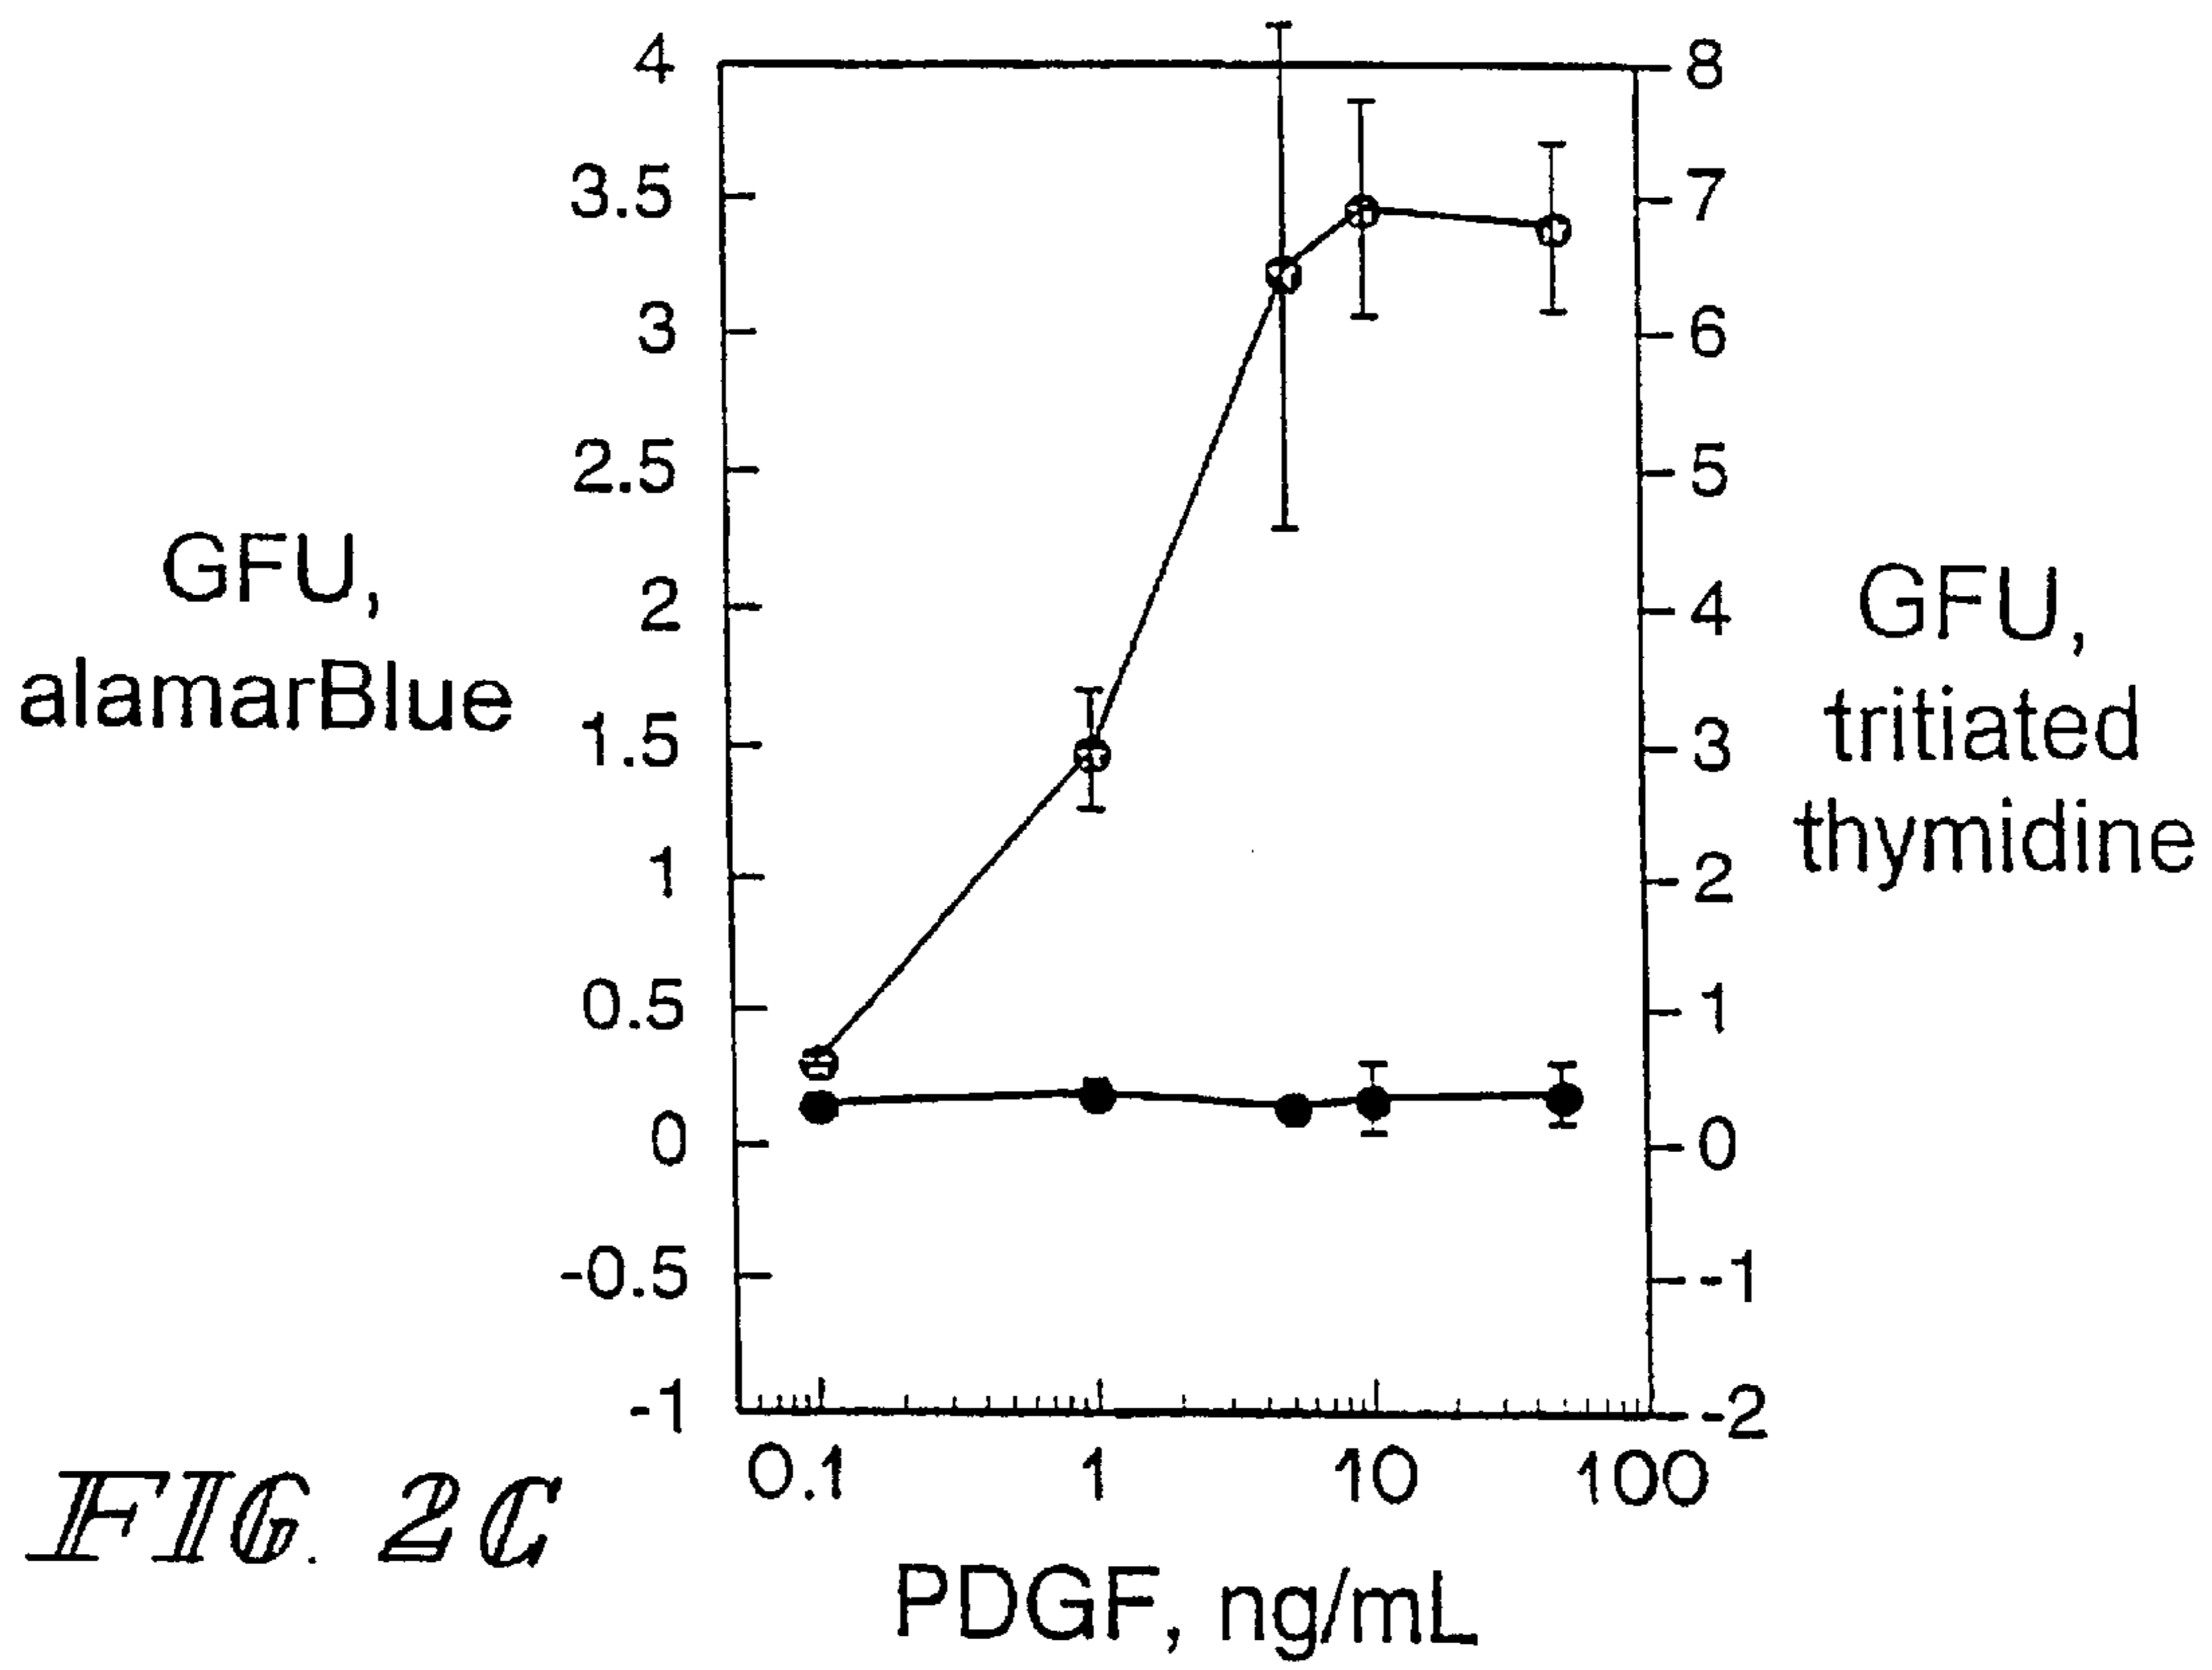 4
3.5
3
2.5
2
1.5
1
0.5
0
-0.5
-1
GFU,
alamarBlue
8
7
6
5
4
3
2
1
0
-1
-2
GFU,
tritiated
thymidine
0.1 1 10 100
PDGF, ng/mL
FIG. 2C